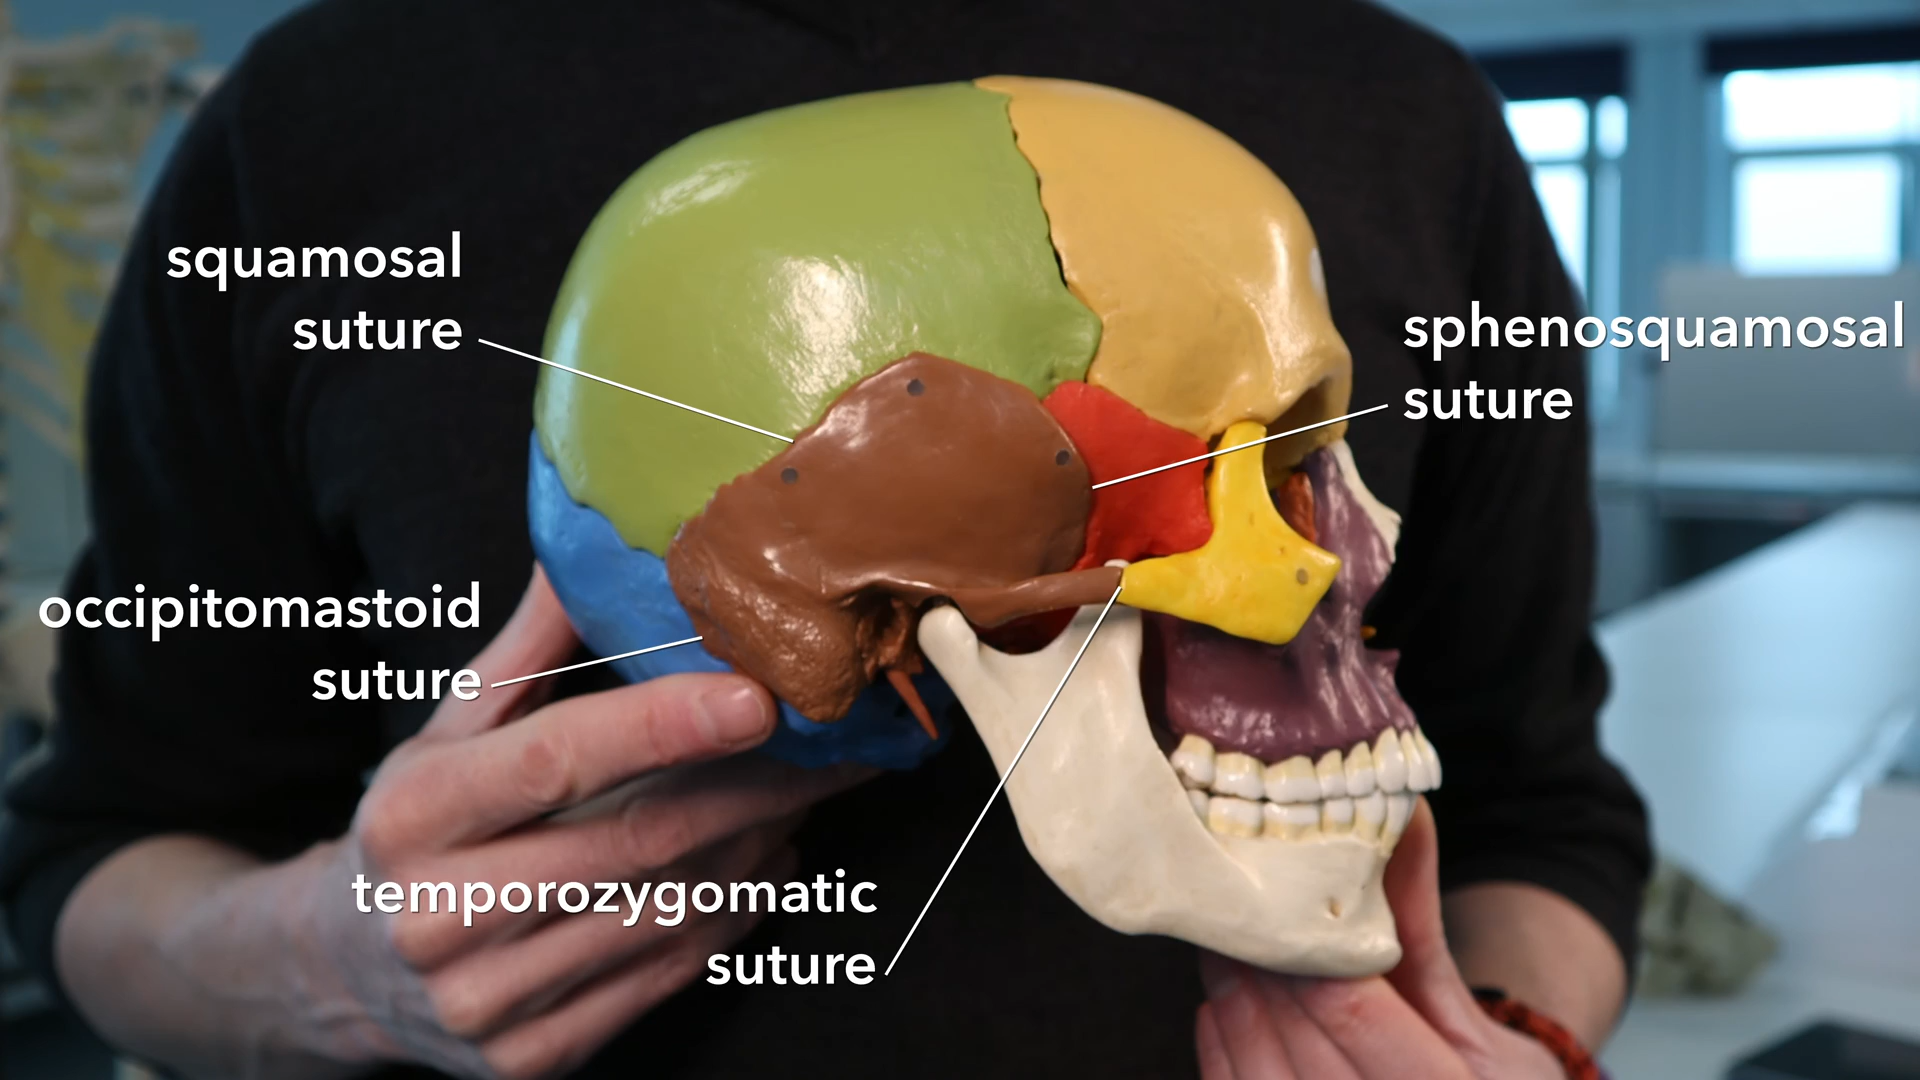 squamosal
suture
sphenosquamosal
suture
occipitomastoid
suture
temporozygomatic
suture